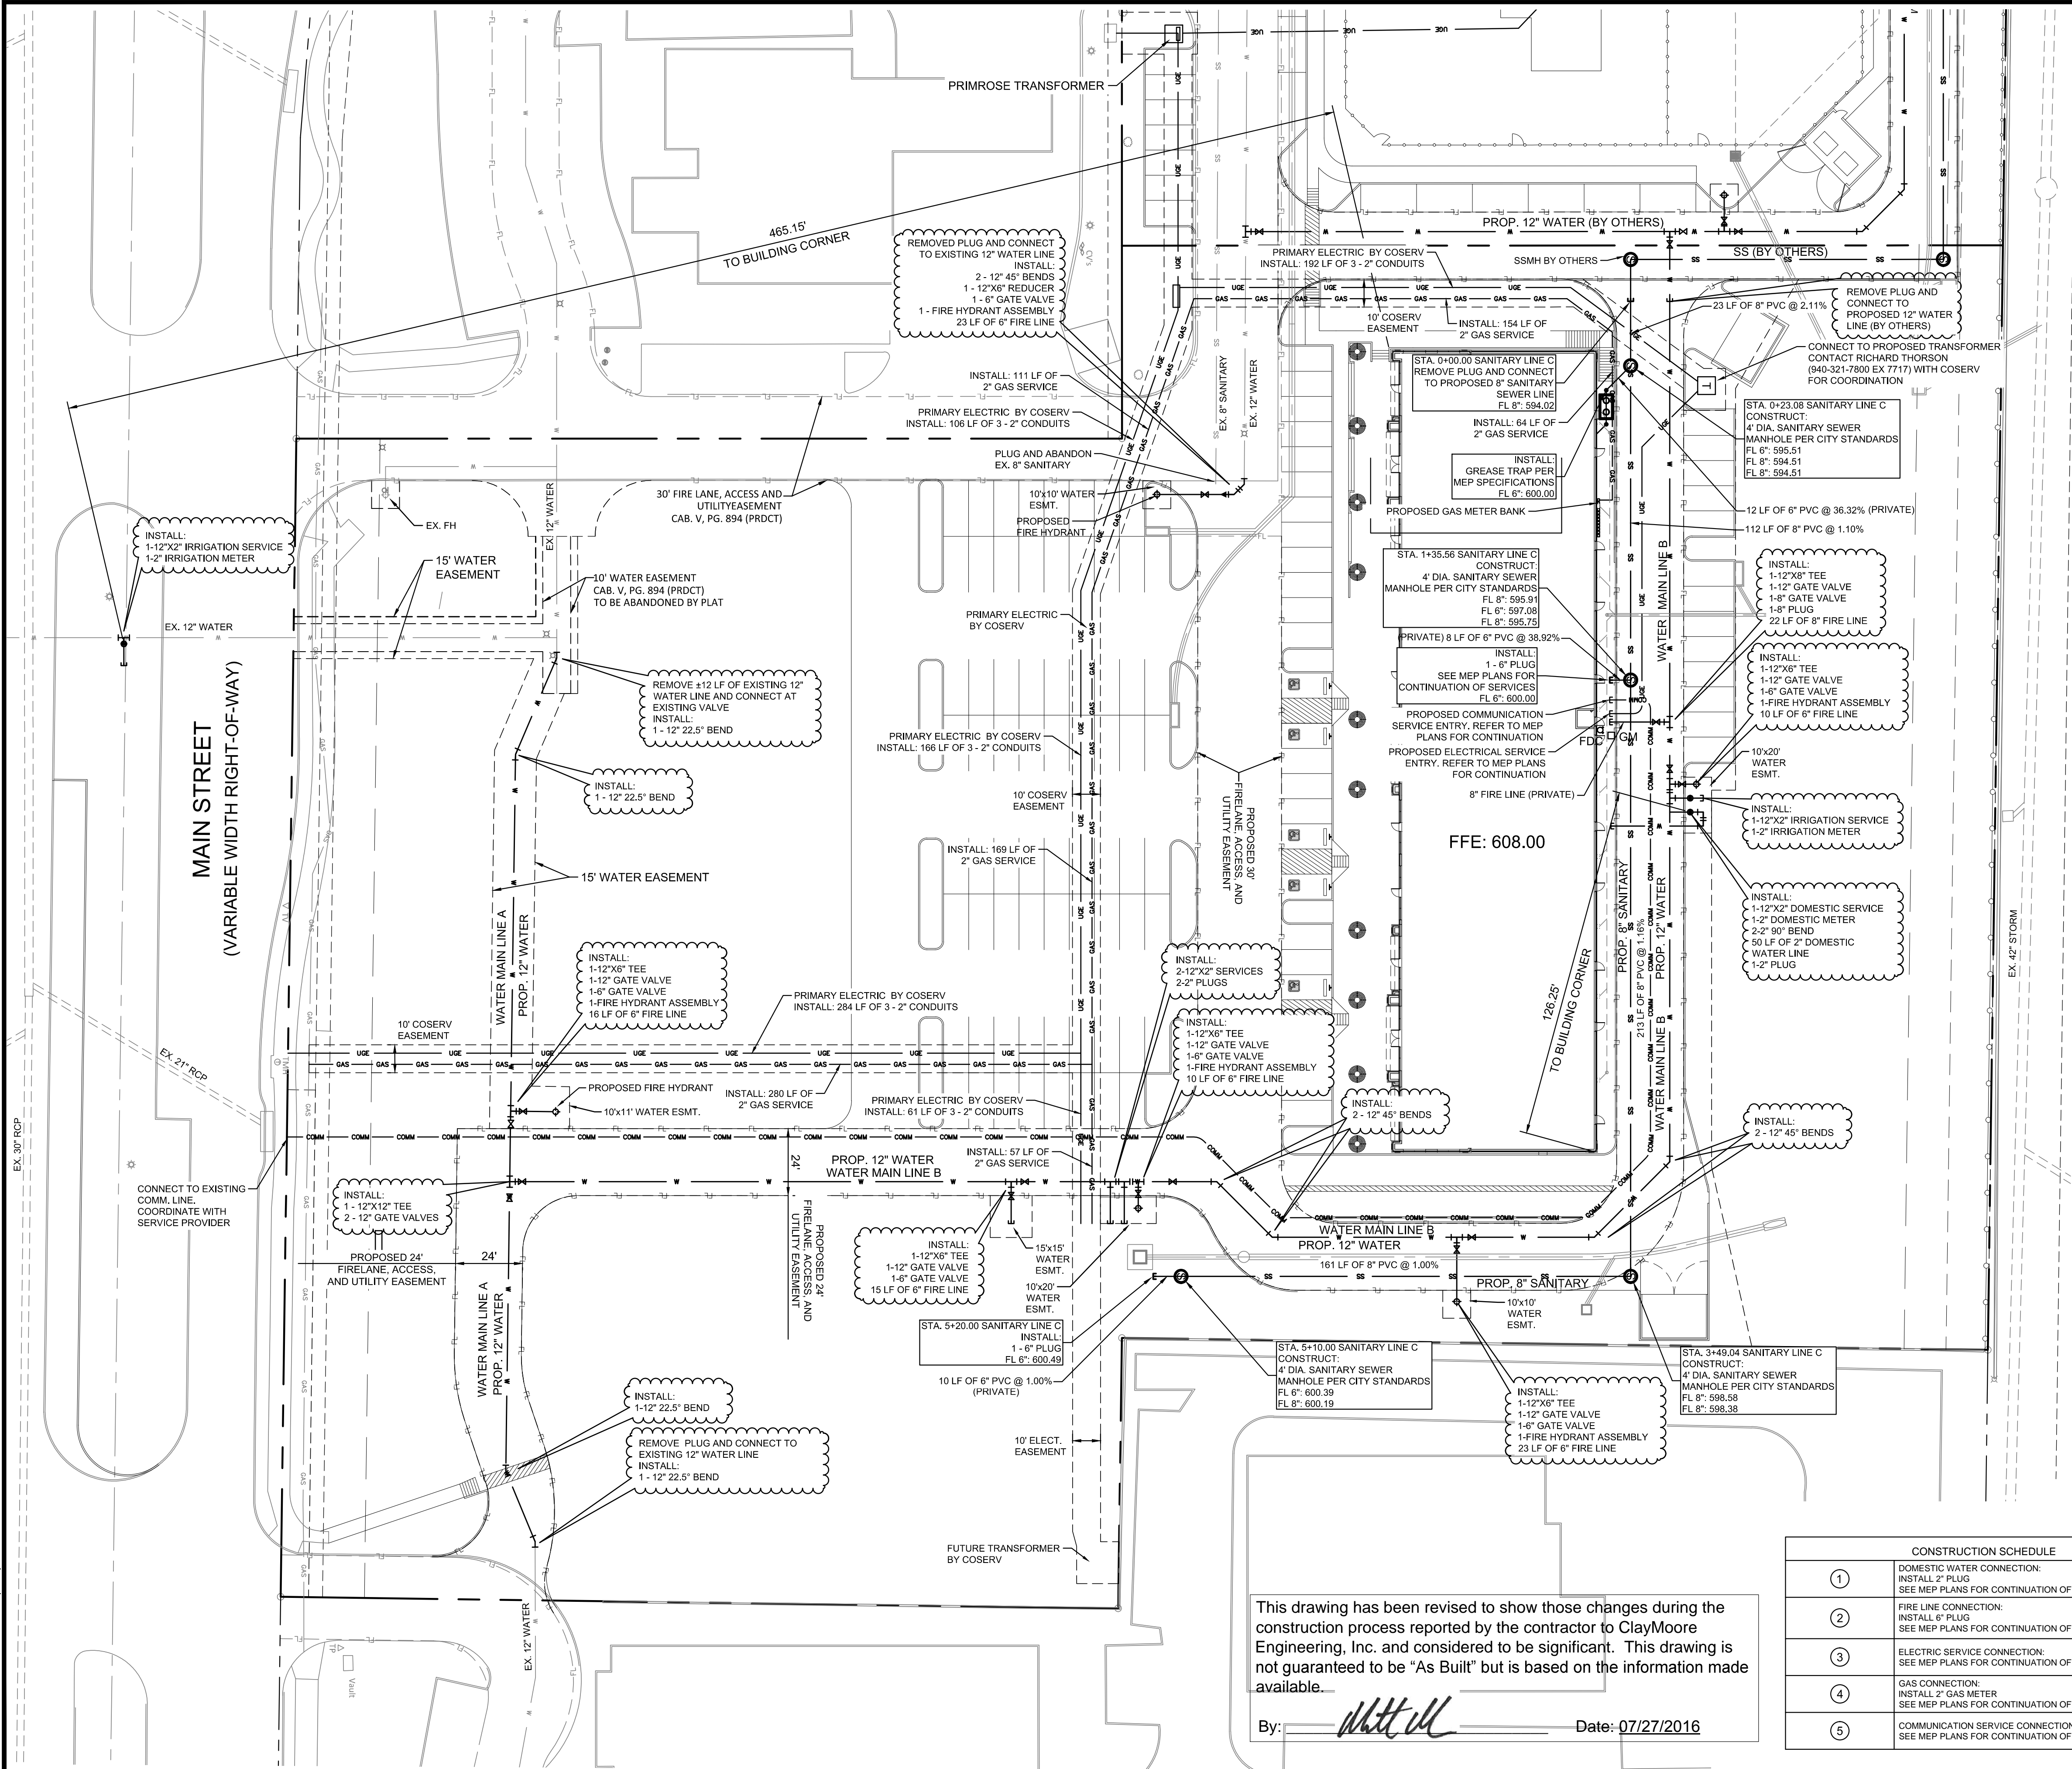 PRIMROSE TRANSFORMER
465.15'
TO BUILDING CORNER
REMOVED PLUG AND CONNECT
TO EXISTING 12" WATER LINE
INSTALL:
2 - 12" 45° BENDS
1 - 12"X6" REDUCER
1 - 6" GATE VALVE
1 - FIRE HYDRANT ASSEMBLY
23 LF OF 6" FIRE LINE
PROP. 12" WATER (BY OTHERS)
PRIMARY ELECTRIC BY COSERV
INSTALL: 192 LF OF 3 - 2" CONDUITS
SSMH BY OTHERS
SS (BY OTHERS)
REMOVE PLUG AND
CONNECT TO
PROPOSED 12" WATER
LINE (BY OTHERS)
23 LF OF 8" PVC @ 2.11%
10' COSERV
EASEMENT
INSTALL: 154 LF OF
2" GAS SERVICE
CONNECT TO PROPOSED TRANSFORMER
CONTACT RICHARD THORSON
(940-321-7800 EX 7717) WITH COSERV
FOR COORDINATION
STA. 0+00.00 SANITARY LINE C
REMOVE PLUG AND CONNECT
TO PROPOSED 8" SANITARY
SEWER LINE
FL 8": 594.02
INSTALL: 111 LF OF
2" GAS SERVICE
PRIMARY ELECTRIC BY COSERV
INSTALL: 106 LF OF 3 - 2" CONDUITS
EX. 8" SANITARY
EX. 12" WATER
INSTALL: 64 LF OF
2" GAS SERVICE
STA. 0+23.08 SANITARY LINE C
CONSTRUCT:
4' DIA. SANITARY SEWER
MANHOLE PER CITY STANDARDS
FL 6": 595.51
FL 8": 594.51
FL 8": 594.51
PLUG AND ABANDON
EX. 8" SANITARY
INSTALL:
GREASE TRAP PER
MEP SPECIFICATIONS
FL 6": 600.00
30' FIRE LANE, ACCESS AND
UTILITYEASEMENT
CAB. V, PG. 894 (PRDCT)
10'x10' WATER
ESMT.
PROPOSED
FIRE HYDRANT
PROPOSED GAS METER BANK
12 LF OF 6" PVC @ 36.32% (PRIVATE)
112 LF OF 8" PVC @ 1.10%
EX. FH
EX. 12" WATER
INSTALL:
1-12"X2" IRRIGATION SERVICE
1-2" IRRIGATION METER
15' WATER
EASEMENT
10' WATER EASEMENT
CAB. V, PG. 894 (PRDCT)
TO BE ABANDONED BY PLAT
EX. 12" WATER
STA. 1+35.56 SANITARY LINE C
CONSTRUCT:
4' DIA. SANITARY SEWER
MANHOLE PER CITY STANDARDS
FL 8": 595.91
FL 6": 597.08
FL 8": 595.75
WATER MAIN LINE B
INSTALL:
1-12"X8" TEE
1-12" GATE VALVE
1-8" GATE VALVE
1-8" PLUG
22 LF OF 8" FIRE LINE
PRIMARY ELECTRIC
BY COSERV
(PRIVATE) 8 LF OF 6" PVC @ 38.92%
INSTALL:
1 - 6" PLUG
SEE MEP PLANS FOR
CONTINUATION OF SERVICES
FL 6": 600.00
INSTALL:
1-12"X6" TEE
1-12" GATE VALVE
1-6" GATE VALVE
1-FIRE HYDRANT ASSEMBLY
10 LF OF 6" FIRE LINE
MAIN STREET
(VARIABLE WIDTH RIGHT-OF-WAY)
REMOVE ±12 LF OF EXISTING 12"
WATER LINE AND CONNECT AT
EXISTING VALVE
INSTALL:
1 - 12" 22.5° BEND
PROPOSED COMMUNICATION
SERVICE ENTRY. REFER TO MEP
PLANS FOR CONTINUATION
FDC
GM
PROPOSED ELECTRICAL SERVICE
ENTRY. REFER TO MEP PLANS
FOR CONTINUATION
10'x20'
WATER
ESMT.
PRIMARY ELECTRIC BY COSERV
INSTALL: 166 LF OF 3 - 2" CONDUITS
INSTALL:
1 - 12" 22.5° BEND
10' COSERV
EASEMENT
8" FIRE LINE (PRIVATE)
PROPOSED 30'
FIRELANE, ACCESS, AND
UTILITY EASEMENT
INSTALL:
1-12"X2" IRRIGATION SERVICE
1-2" IRRIGATION METER
FFE: 608.00
INSTALL: 169 LF OF
2" GAS SERVICE
15' WATER EASEMENT
INSTALL:
1-12"X2" DOMESTIC SERVICE
1-2" DOMESTIC METER
2-2" 90° BEND
50 LF OF 2" DOMESTIC
WATER LINE
1-2" PLUG
PROP. 8" SANITARY
213 LF OF 8" PVC @ 1.16%
PROP. 12" WATER
WATER MAIN LINE B
EX. 42" STORM
WATER MAIN LINE A
PROP. 12" WATER
INSTALL:
1-12"X6" TEE
1-12" GATE VALVE
1-6" GATE VALVE
1-FIRE HYDRANT ASSEMBLY
16 LF OF 6" FIRE LINE
INSTALL:
2-12"X2" SERVICES
2-2" PLUGS
PRIMARY ELECTRIC BY COSERV
INSTALL: 284 LF OF 3 - 2" CONDUITS
126.25'
TO BUILDING CORNER
INSTALL:
1-12"X6" TEE
1-12" GATE VALVE
1-6" GATE VALVE
1-FIRE HYDRANT ASSEMBLY
10 LF OF 6" FIRE LINE
10' COSERV
EASEMENT
EX. 21" RCP
EX. 30" RCP
PROPOSED FIRE HYDRANT
10'x11' WATER ESMT.
INSTALL: 280 LF OF
2" GAS SERVICE
PRIMARY ELECTRIC BY COSERV
INSTALL: 61 LF OF 3 - 2" CONDUITS
INSTALL:
2 - 12" 45° BENDS
INSTALL:
2 - 12" 45° BENDS
24'
PROP. 12" WATER
WATER MAIN LINE B
INSTALL: 57 LF OF
2" GAS SERVICE
CONNECT TO EXISTING
COMM, LINE,
COORDINATE WITH
SERVICE PROVIDER
INSTALL:
1 - 12"X12" TEE
2 - 12" GATE VALVES
PROPOSED 24'
FIRELANE, ACCESS, AND
UTILITY EASEMENT
PROPOSED 24'
FIRELANE, ACCESS,
AND UTILITY EASEMENT
24'
INSTALL:
1-12"X6" TEE
1-12" GATE VALVE
1-6" GATE VALVE
15 LF OF 6" FIRE LINE
15'x15'
WATER
ESMT.
10'x20'
WATER
ESMT.
WATER MAIN LINE B
PROP. 12" WATER
161 LF OF 8" PVC @ 1.00%
PROP. 8" SANITARY
10'x10'
WATER
ESMT.
WATER MAIN LINE A
PROP. 12" WATER
STA. 5+20.00 SANITARY LINE C
INSTALL:
1 - 6" PLUG
FL 6": 600.49
10 LF OF 6" PVC @ 1.00%
(PRIVATE)
STA. 5+10.00 SANITARY LINE C
CONSTRUCT:
4' DIA. SANITARY SEWER
MANHOLE PER CITY STANDARDS
FL 6": 600.39
FL 8": 600.19
STA. 3+49.04 SANITARY LINE C
CONSTRUCT:
4' DIA. SANITARY SEWER
MANHOLE PER CITY STANDARDS
FL 8": 598.58
FL 8": 598.38
INSTALL:
1-12" 22.5° BEND
INSTALL:
1-12"X6" TEE
1-12" GATE VALVE
1-6" GATE VALVE
1-FIRE HYDRANT ASSEMBLY
23 LF OF 6" FIRE LINE
REMOVE PLUG AND CONNECT TO
EXISTING 12" WATER LINE
INSTALL:
1 - 12" 22.5° BEND
10' ELECT.
EASEMENT
FUTURE TRANSFORMER
BY COSERV
EX. 12" WATER
TP
Vault
This drawing has been revised to show those changes during the
construction process reported by the contractor to ClayMoore
Engineering, Inc. and considered to be significant. This drawing is
not guaranteed to be “As Built” but is based on the information made
available.
By:
Date: 07/27/2016
CONSTRUCTION SCHEDULE
1
DOMESTIC WATER CONNECTION:
INSTALL 2" PLUG
SEE MEP PLANS FOR CONTINUATION OF
2
FIRE LINE CONNECTION:
INSTALL 6" PLUG
SEE MEP PLANS FOR CONTINUATION OF
3
ELECTRIC SERVICE CONNECTION:
SEE MEP PLANS FOR CONTINUATION OF
4
GAS CONNECTION:
INSTALL 2" GAS METER
SEE MEP PLANS FOR CONTINUATION OF
5
COMMUNICATION SERVICE CONNECTION
SEE MEP PLANS FOR CONTINUATION OF